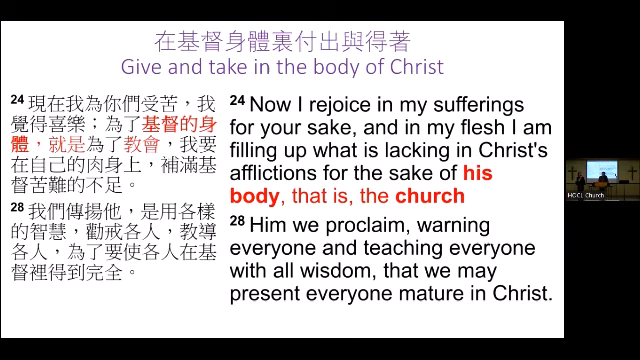 在基督身體裏付出與得著
Give and take in the body of Christ
24 現在我為你們受苦，我
覺得喜樂；為了基督的身
體，就是為了教會，我要
在自己的肉身上，補滿基
督苦難的不足。
28 我們傳揚他，是用各樣
的智慧，勸戒各人，教導
各人，為了要使各人在基
督裡得到完全。
24 Now I rejoice in my sufferings
for your sake, and in my flesh I am
filling up what is lacking in Christ's
afflictions for the sake of his
body, that is, the church
28 Him we proclaim, warning
everyone and teaching everyone
with all wisdom, that we may
present everyone mature in Christ.
HOCL Church